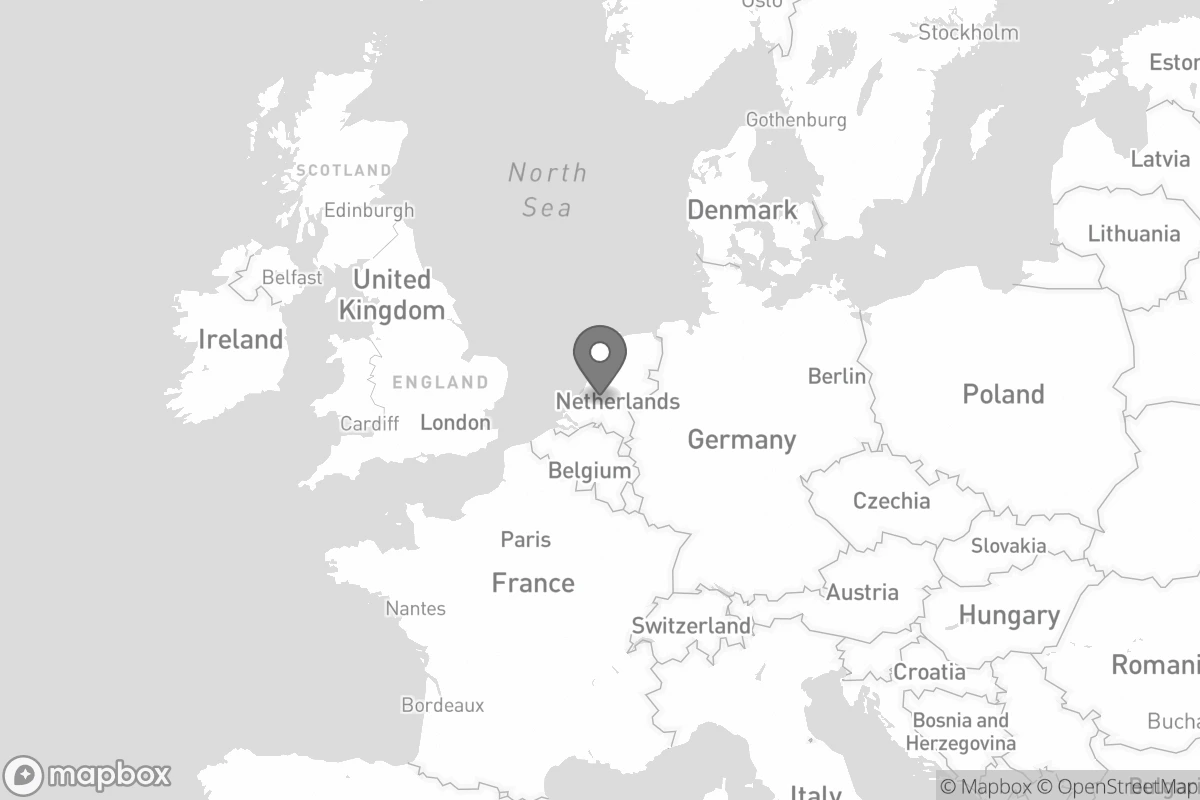 Oslo
Stockholm
Estor
Gothenburg
Latvia
SCOTLAND
North
Sea
Edinburgh
Denmark
Lithuania
Belfast
United
Kingdom
Ireland
ENGLAND
Berlin
Poland
Netherlands
Cardiff
London
Germany
Belgium
Czechia
Paris
Slovakia
France
Austria
Nantes
Hungary
Switzerland
Romani
Croatia
Bordeaux
Bosnia and
Herzegovina
Bucha
mapbox
Italy
© Mapbox © OpenStreetMap